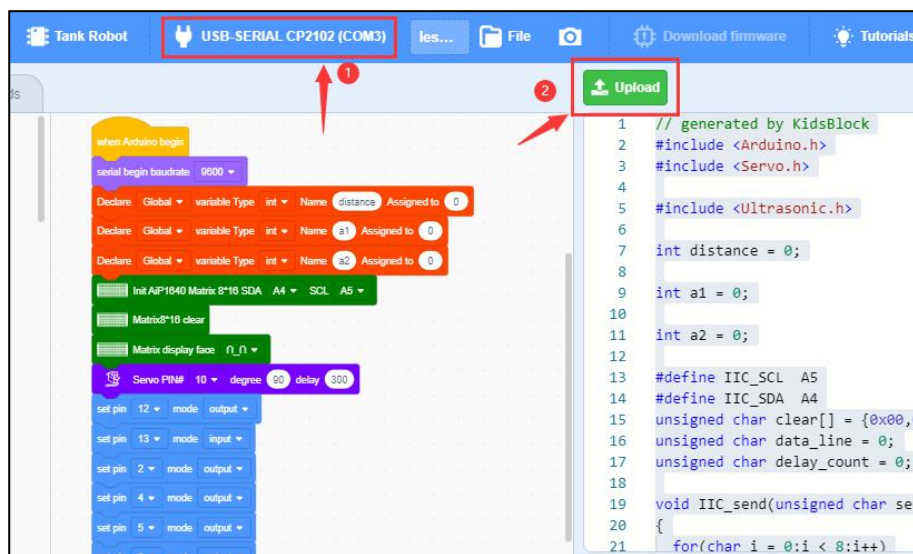 Tank Robot USB-SERIAL CP2102 (COM3) les... File Download firmware Tutorials
1
2
Upload
ds
when Arduino begin
serial begin baudrate 9600
Declare Global variable Type int Name distance Assigned to 0
Declare Global variable Type int Name a1 Assigned to 0
Declare Global variable Type int Name a2 Assigned to 0
Init AiP1640 Matrix 8*16 SDA A4 SCL A5
Matrix8*16 clear
Matrix display face ∩_∩
Servo PIN# 10 degree 90 delay 300
set pin 12 mode output
set pin 13 mode input
set pin 2 mode output
set pin 4 mode output
set pin 5 mode output
1 // generated by KidsBlock
2 #include <Arduino.h>
3 #include <Servo.h>
4
5 #include <Ultrasonic.h>
6
7 int distance = 0;
8
9 int a1 = 0;
10
11 int a2 = 0;
12
13 #define IIC_SCL A5
14 #define IIC_SDA A4
15 unsigned char clear[] = {0x00,
16 unsigned char data_line = 0;
17 unsigned char delay_count = 0;
18
19 void IIC_send(unsigned char se
20 {
21 for(char i = 0;i < 8;i++)